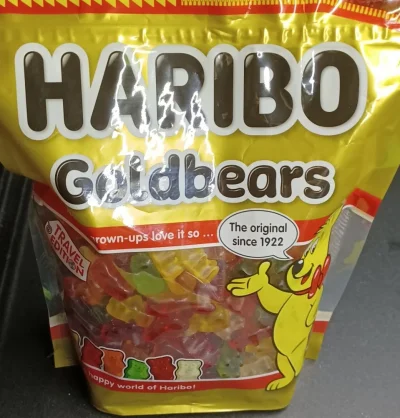 HARIBO
Goldbears
TRAVEL
EDITION
rown-ups love it so ...
The original
since 1922
happy world of Haribo!